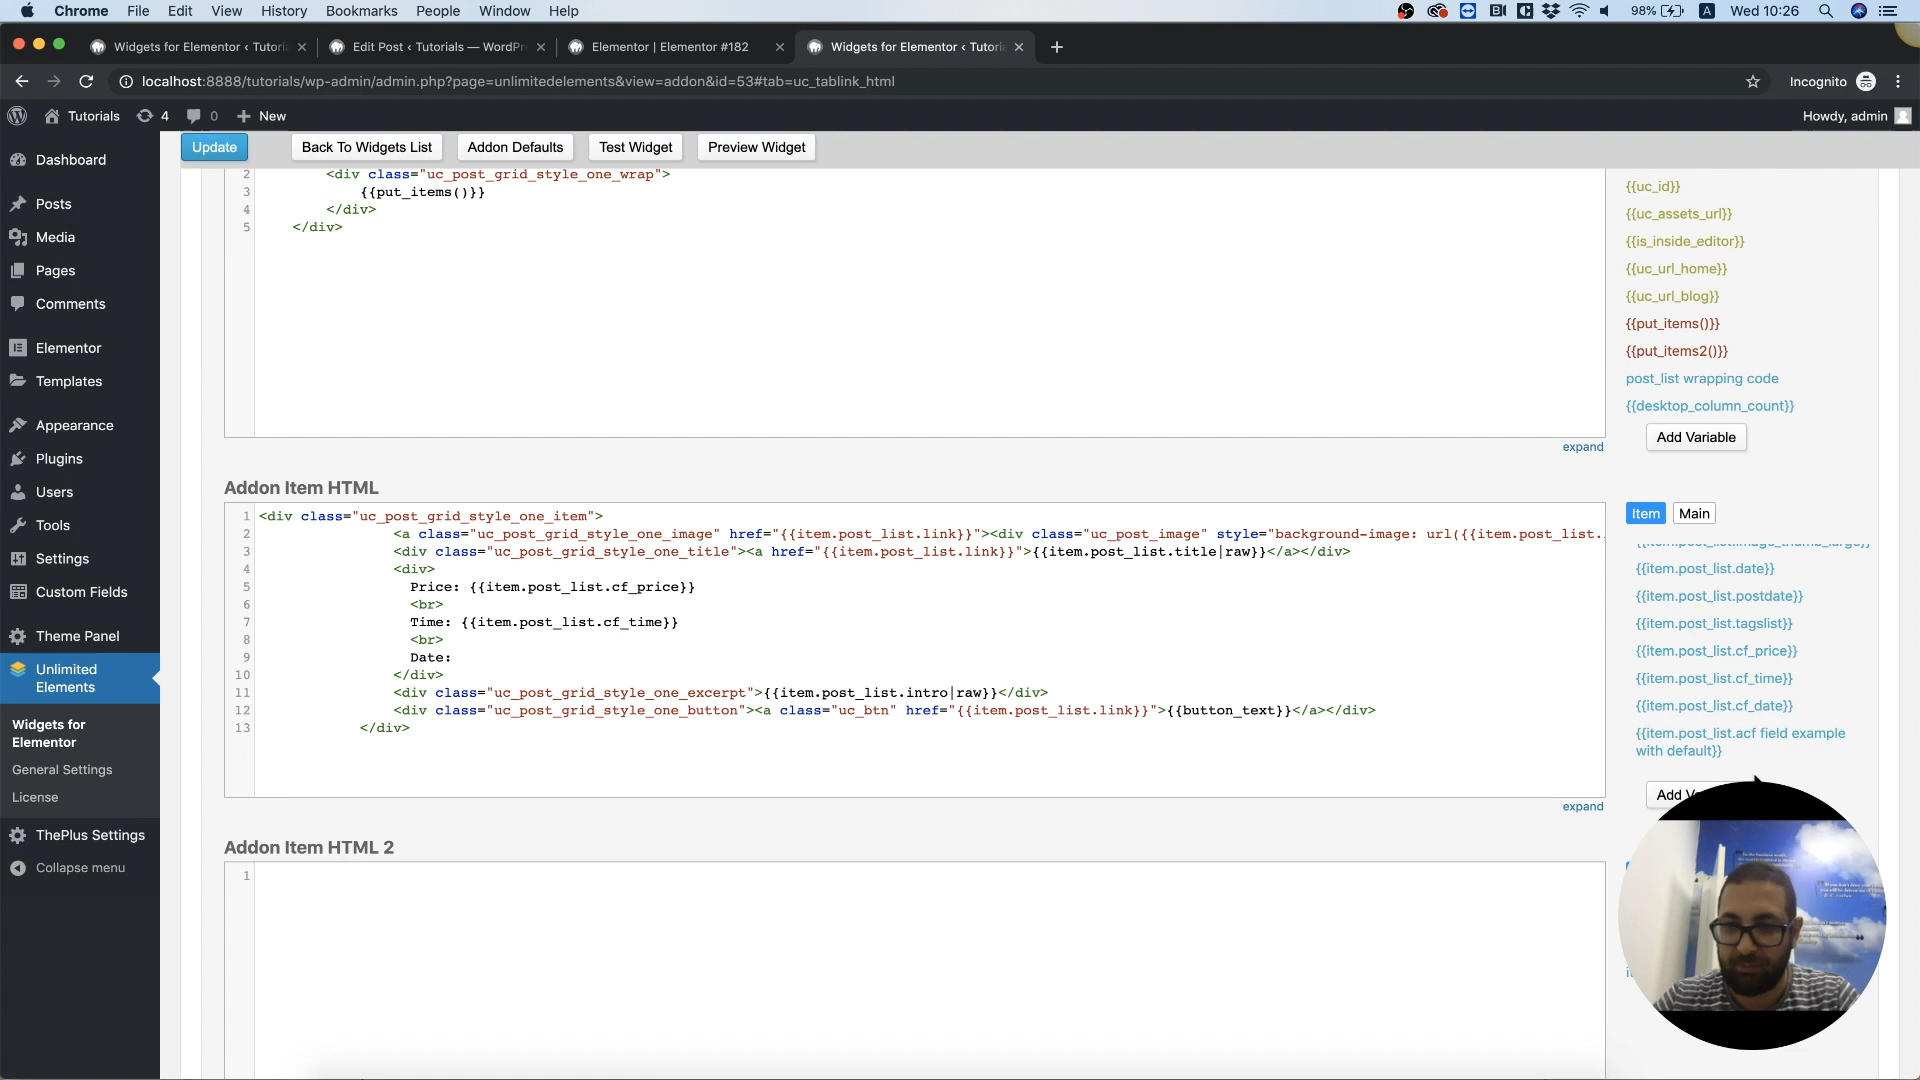 Chrome File Edit View History Bookmarks People Window Help 98% A Wed 10:26
Widgets for Elementor ‹ Tutoria
Edit Post ‹ Tutorials — WordPr
Elementor | Elementor #182
Widgets for Elementor ‹ Tutoria
localhost:8888/tutorials/wp-admin/admin.php?page=unlimitedelements&view=addon&id=53#tab=uc_tablink_html
Incognito
Tutorials 4 0 New
Howdy, admin
Update
Back To Widgets List
Addon Defaults
Test Widget
Preview Widget
Dashboard
Posts
Media
Pages
Comments
Elementor
Templates
Appearance
Plugins
Users
Tools
Settings
Custom Fields
Theme Panel
Unlimited
Elements
Widgets for
Elementor
General Settings
License
ThePlus Settings
Collapse menu
2 <div class="uc_post_grid_style_one_wrap">
3 {{put_items()}}
4 </div>
5 </div>
expand
{{uc_id}}
{{uc_assets_url}}
{{is_inside_editor}}
{{uc_url_home}}
{{uc_url_blog}}
{{put_items()}}
{{put_items2()}}
post_list wrapping code
{{desktop_column_count}}
Add Variable
Addon Item HTML
1 <div class="uc_post_grid_style_one_item">
2 <a class="uc_post_grid_style_one_image" href="{{item.post_list.link}}"><div class="uc_post_image" style="background-image: url({{item.post_list.
3 <div class="uc_post_grid_style_one_title"><a href="{{item.post_list.link}}">{{item.post_list.title|raw}}</a></div>
4 <div>
5 Price: {{item.post_list.cf_price}}
6 <br>
7 Time: {{item.post_list.cf_time}}
8 <br>
9 Date:
10 </div>
11 <div class="uc_post_grid_style_one_excerpt">{{item.post_list.intro|raw}}</div>
12 <div class="uc_post_grid_style_one_button"><a class="uc_btn" href="{{item.post_list.link}}">{{button_text}}</a></div>
13 </div>
expand
Item Main
{{item.post_list.image_thumb_large}}
{{item.post_list.date}}
{{item.post_list.postdate}}
{{item.post_list.tagslist}}
{{item.post_list.cf_price}}
{{item.post_list.cf_time}}
{{item.post_list.cf_date}}
{{item.post_list.acf field example
with default}}
Add V
Addon Item HTML 2
1